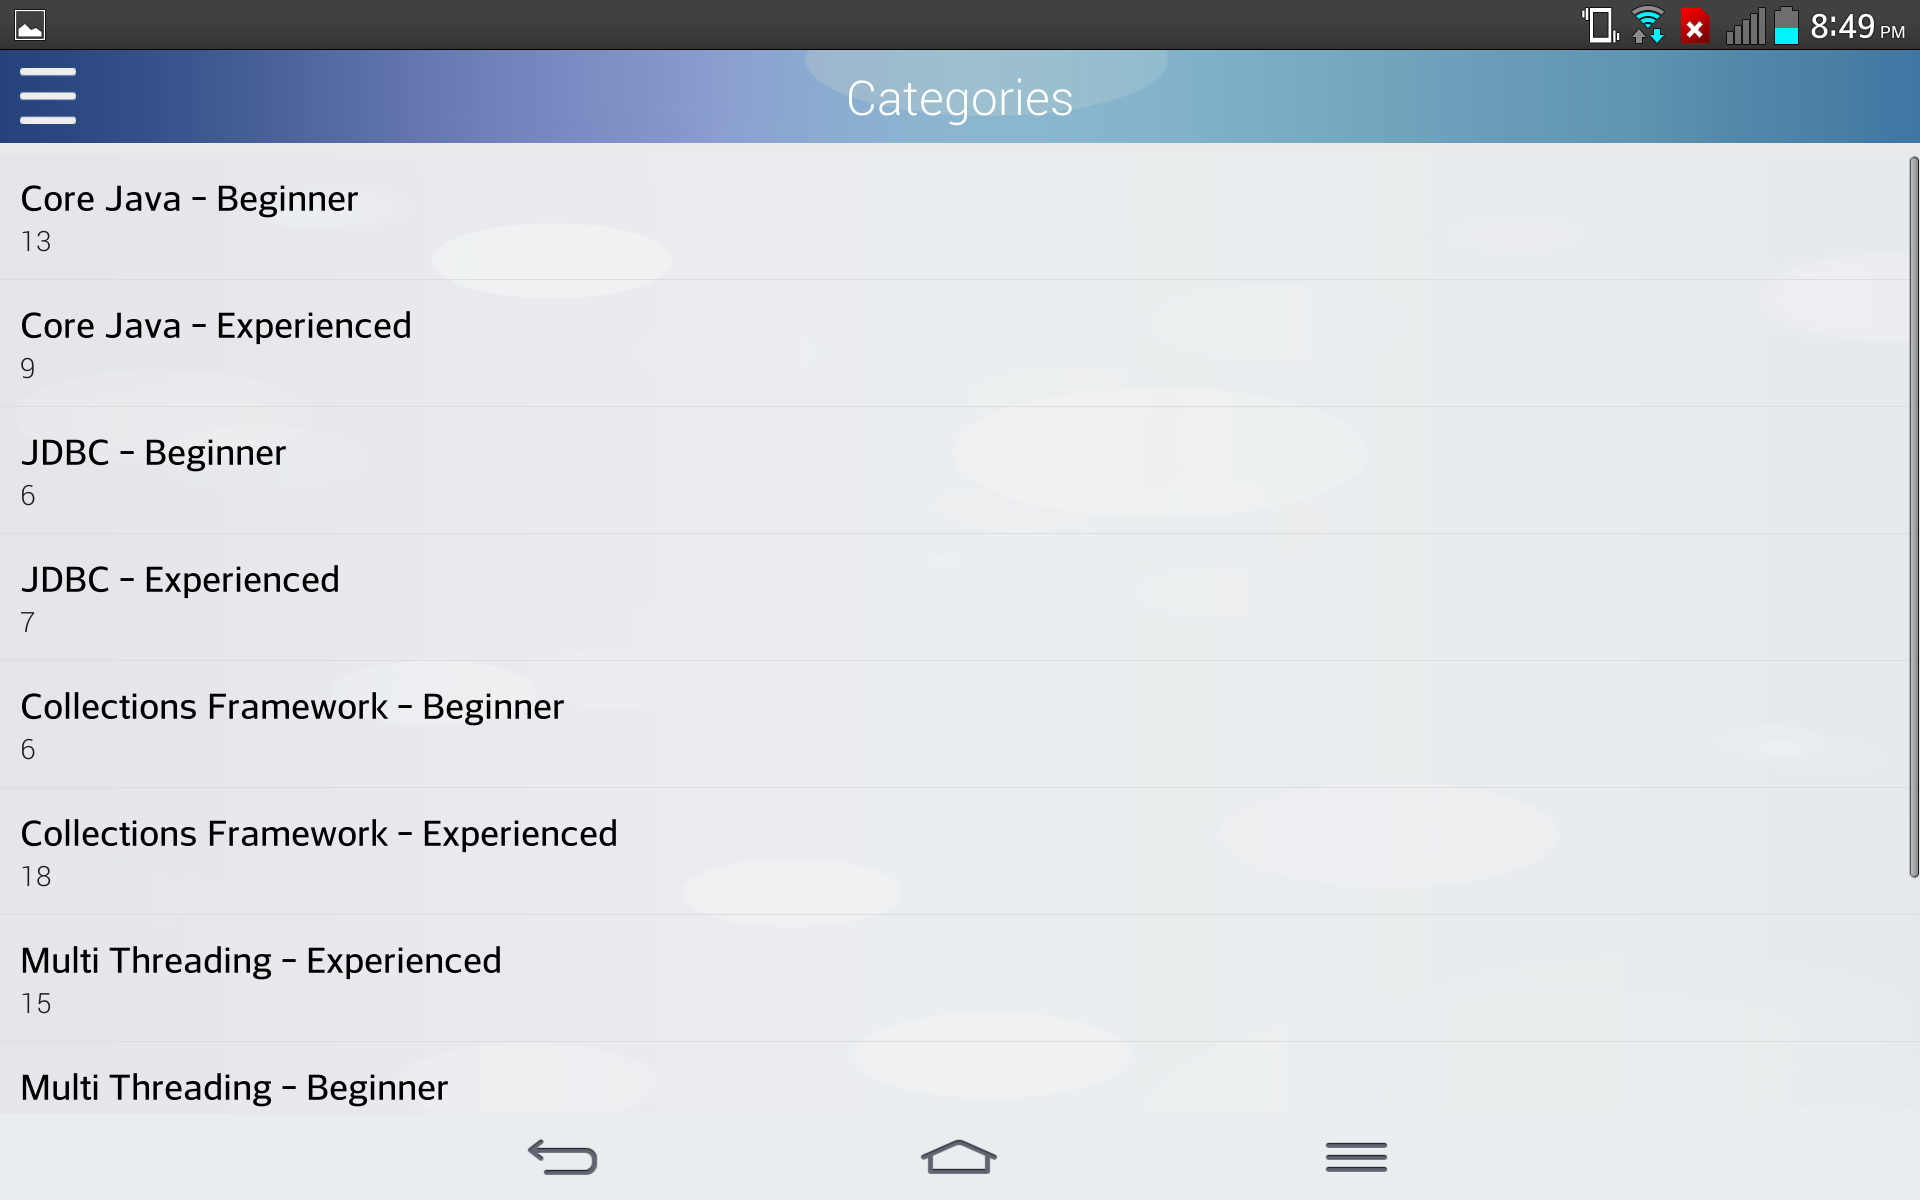 8:49 PM
Categories
Core Java - Beginner
13
Core Java - Experienced
9
JDBC - Beginner
6
JDBC - Experienced
7
Collections Framework - Beginner
6
Collections Framework - Experienced
18
Multi Threading - Experienced
15
Multi Threading - Beginner